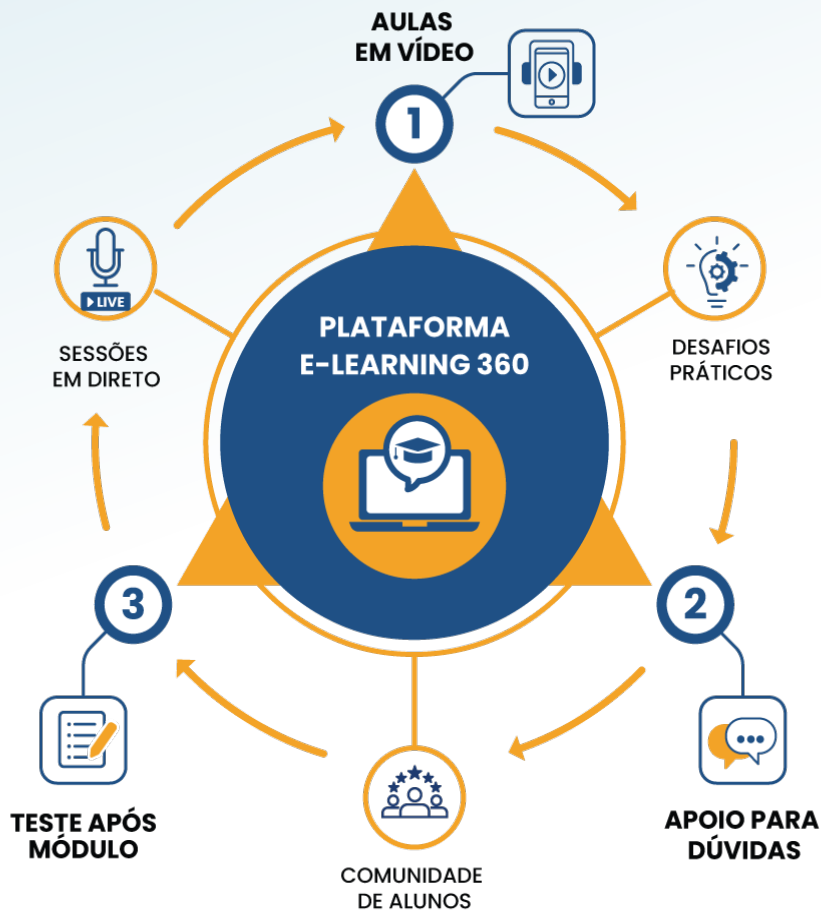 AULAS
EM VÍDEO
1
LIVE
SESSÕES
EM DIRETO
PLATAFORMA
E-LEARNING 360
DESAFIOS
PRÁTICOS
3
2
TESTE APÓS
MÓDULO
APOIO PARA
DÚVIDAS
COMUNIDADE
DE ALUNOS